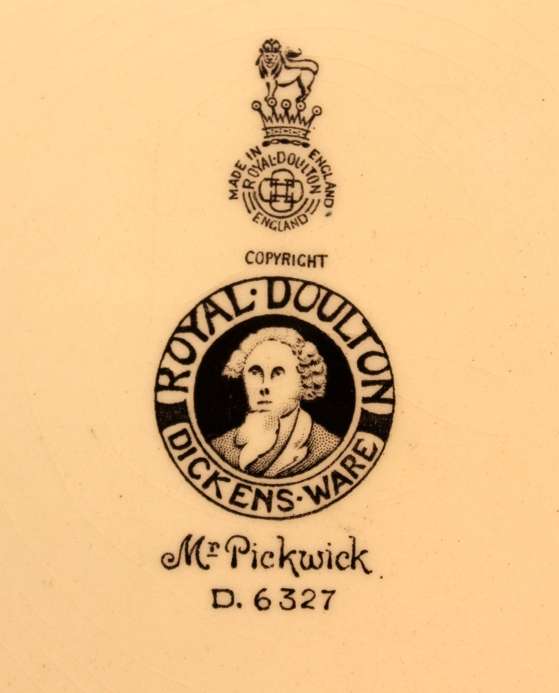 MADE IN ENGLAND
ROYAL·DOULTON
ENGLAND
COPYRIGHT
ROYAL·DOULTON
DICKENS·WARE
Mr Pickwick
D. 6327